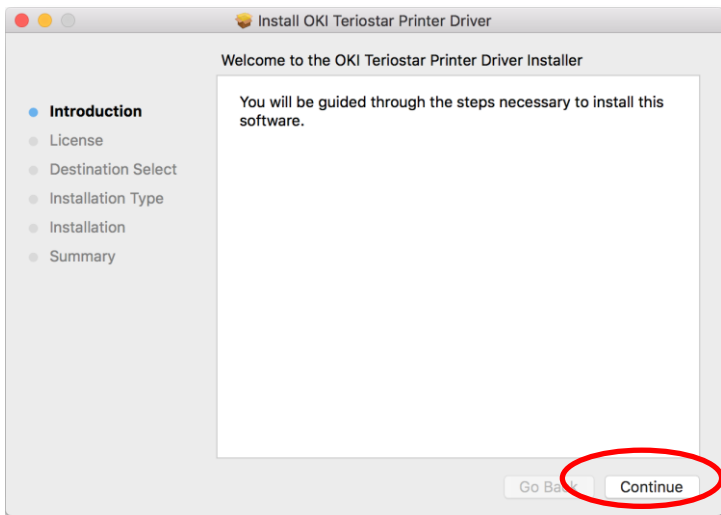 Install OKI Teriostar Printer Driver
Welcome to the OKI Teriostar Printer Driver Installer
Introduction
License
Destination Select
Installation Type
Installation
Summary
You will be guided through the steps necessary to install this
software.
Go Back
Continue